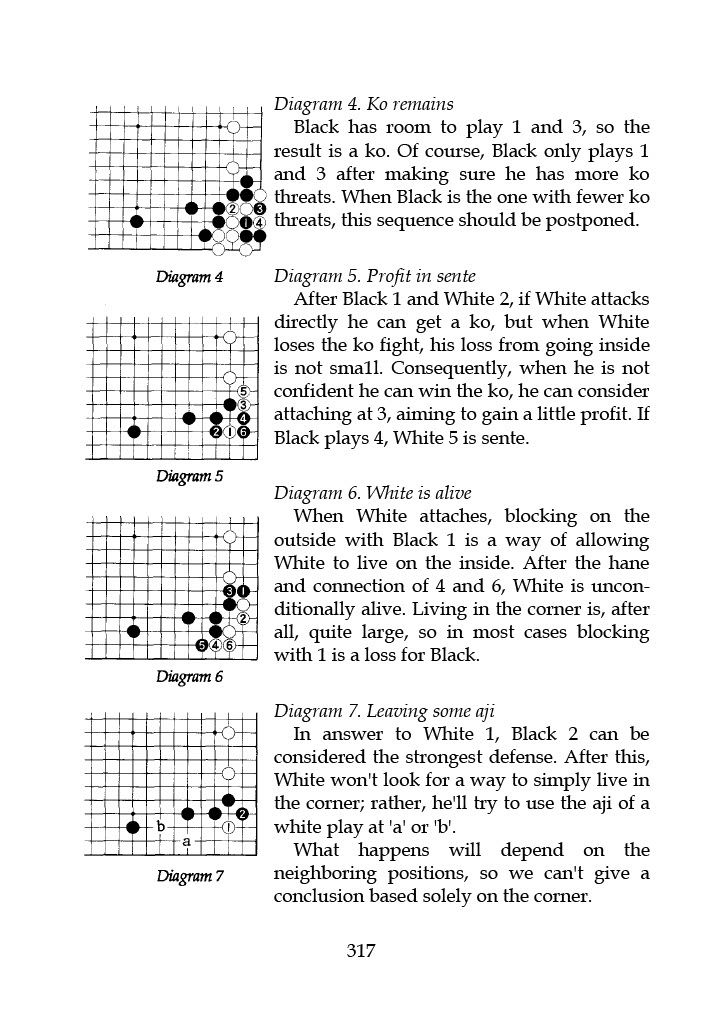 Diagram 4. Ko remains
Black has room to play 1 and 3, so the
result is a ko. Of course, Black only plays 1
and 3 after making sure he has more ko
threats. When Black is the one with fewer ko
threats, this sequence should be postponed.
2
3
1
4
Diagram 4
Diagram 5. Profit in sente
After Black 1 and White 2, if White attacks
directly he can get a ko, but when White
loses the ko fight, his loss from going inside
is not sma1l. Consequently, when he is not
confident he can win the ko, he can consider
attaching at 3, aiming to gain a little profit. If
Black plays 4, White 5 is sente.
5
3
4
2 1 6
Diagram 5
Diagram 6. White is alive
When White attaches, blocking on the
outside with Black 1 is a way of allowing
White to live on the inside. After the hane
and connection of 4 and 6, White is uncon-
ditionally alive. Living in the corner is, after
all, quite large, so in most cases blocking
with 1 is a loss for Black.
3 1
2
5 4 6
Diagram 6
Diagram 7. Leaving some aji
In answer to White 1, Black 2 can be
considered the strongest defense. After this,
White won't look for a way to simply live in
the corner; rather, he'll try to use the aji of a
white play at 'a' or 'b'.
What happens will depend on the
neighboring positions, so we can't give a
conclusion based solely on the corner.
2
b 1
a
Diagram 7
317